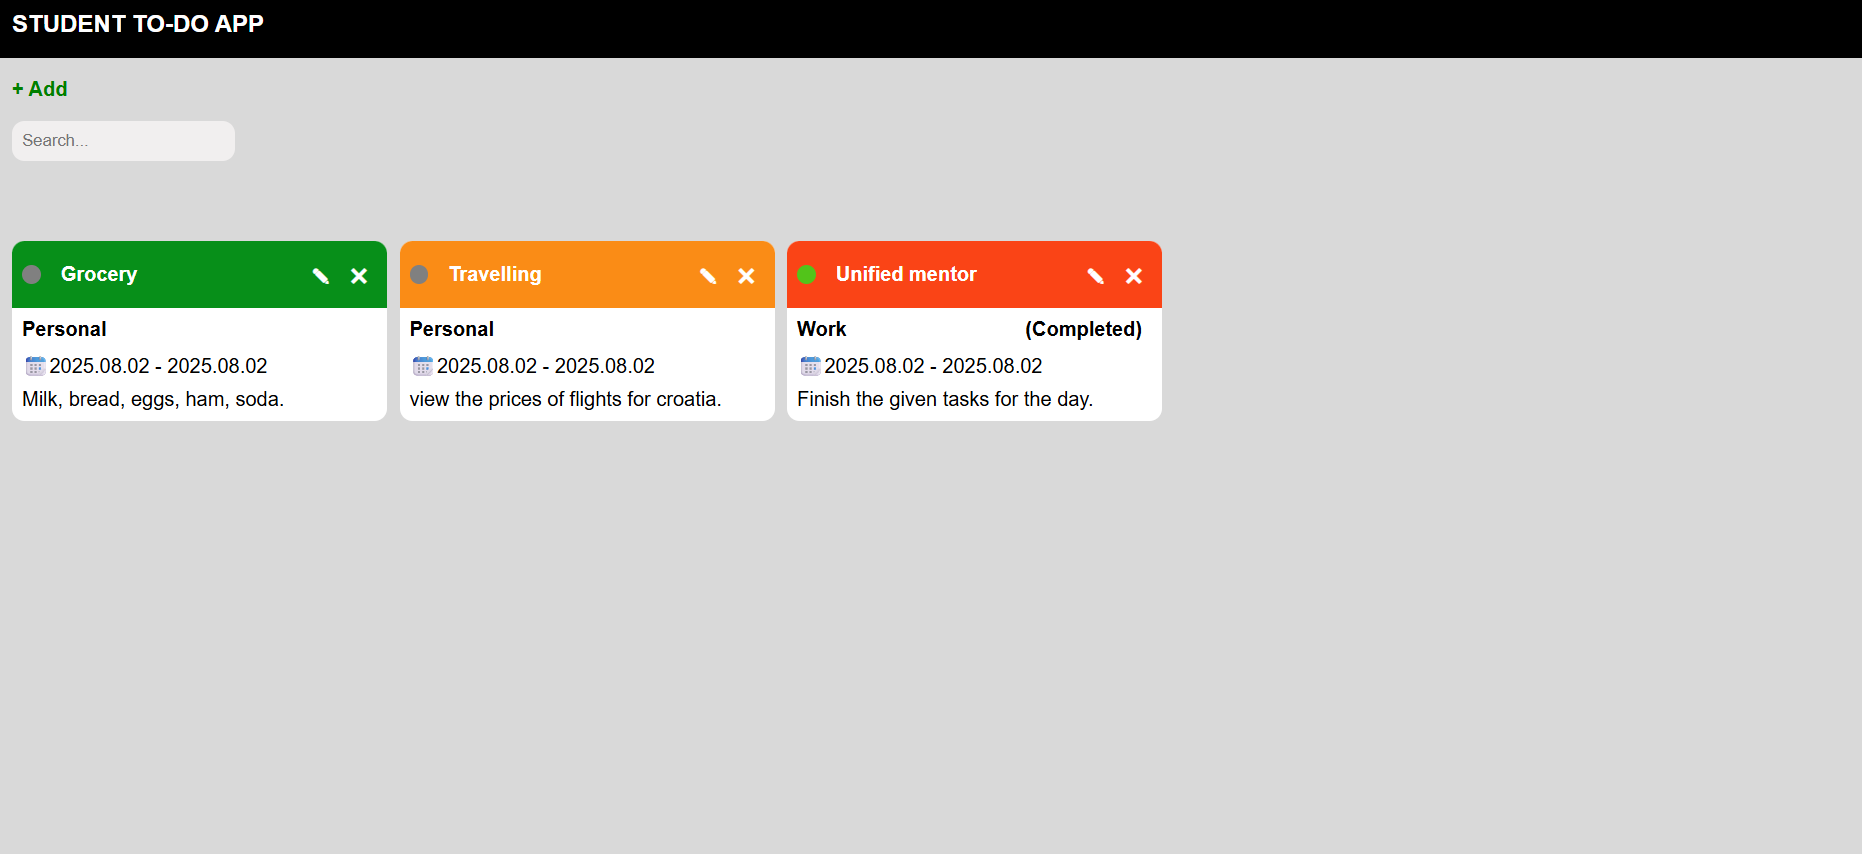 STUDENT TO-DO APP
+ Add
Search...
Grocery
Personal
2025.08.02 - 2025.08.02
Milk, bread, eggs, ham, soda.
Travelling
Personal
2025.08.02 - 2025.08.02
view the prices of flights for croatia.
Unified mentor
Work (Completed)
2025.08.02 - 2025.08.02
Finish the given tasks for the day.